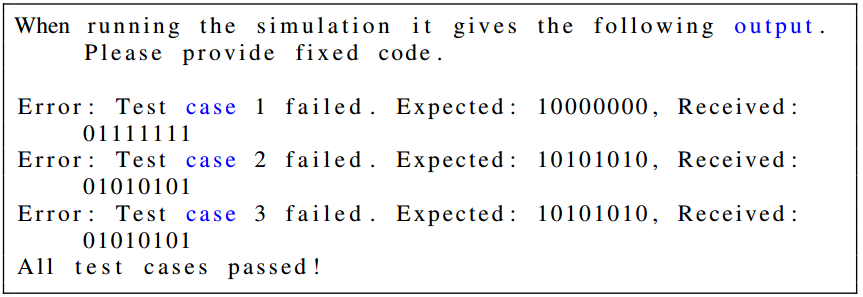 When running the simulation it gives the following output.
Please provide fixed code.
Error: Test case 1 failed. Expected: 10000000, Received:
01111111
Error: Test case 2 failed. Expected: 10101010, Received:
01010101
Error: Test case 3 failed. Expected: 10101010, Received:
01010101
All test cases passed!